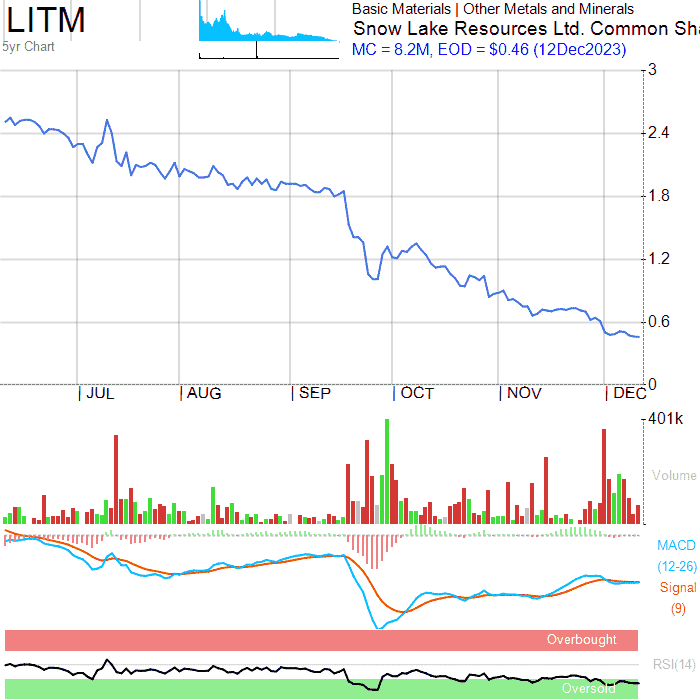 LITM
5yr Chart
Basic Materials | Other Metals and Minerals
Snow Lake Resources Ltd. Common Sha
MC = 8.2M, EOD = $0.46 (12Dec2023)
3
2.4
1.8
1.2
0.6
0
| JUL | AUG | SEP | OCT | NOV | DEC
401k
Volume
MACD
(12-26)
Signal
(9)
Overbought
RSI(14)
Oversold